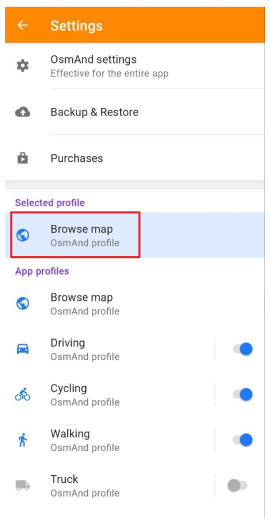 Settings
OsmAnd settings
Effective for the entire app
Backup & Restore
Purchases
Selected profile
Browse map
OsmAnd profile
App profiles
Browse map
OsmAnd profile
Driving
OsmAnd profile
Cycling
OsmAnd profile
Walking
OsmAnd profile
Truck
OsmAnd profile